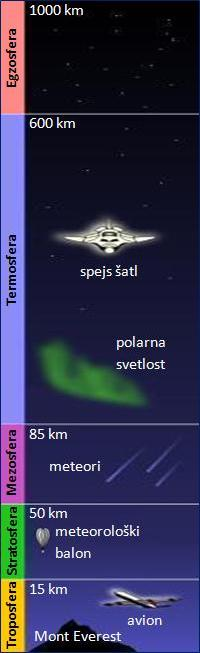 1000 km
Egzosfera
600 km
Termosfera
spejs šatl
polarna
svetlost
85 km
Mezosfera
meteori
50 km
Stratosfera
meteorološki
balon
15 km
Troposfera
avion
Mont Everest